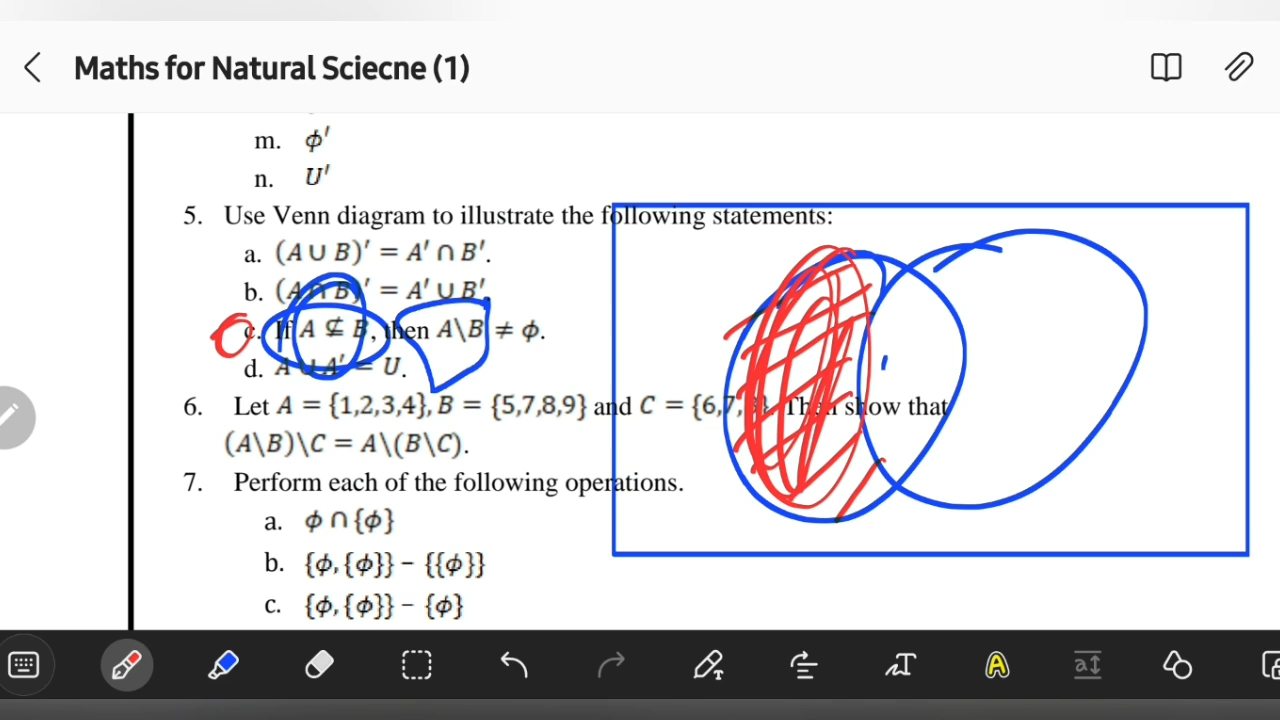 Maths for Natural Sciecne (1)
m. ϕ′
n. U′
5. Use Venn diagram to illustrate the following statements:
a. (A ∪ B)′ = A′ ∩ B′.
b. (A ∩ B)′ = A′ ∪ B′.
c. If A ⊈ B, then A\B ≠ ϕ.
d. A ∪ A′ = U.
6. Let A = {1,2,3,4}, B = {5,7,8,9} and C = {6,7, }. Then show that
(A\B)\C = A\(B\C).
7. Perform each of the following operations.
a. ϕ ∩ {ϕ}
b. {ϕ, {ϕ}} − {{ϕ}}
c. {ϕ, {ϕ}} − {ϕ}